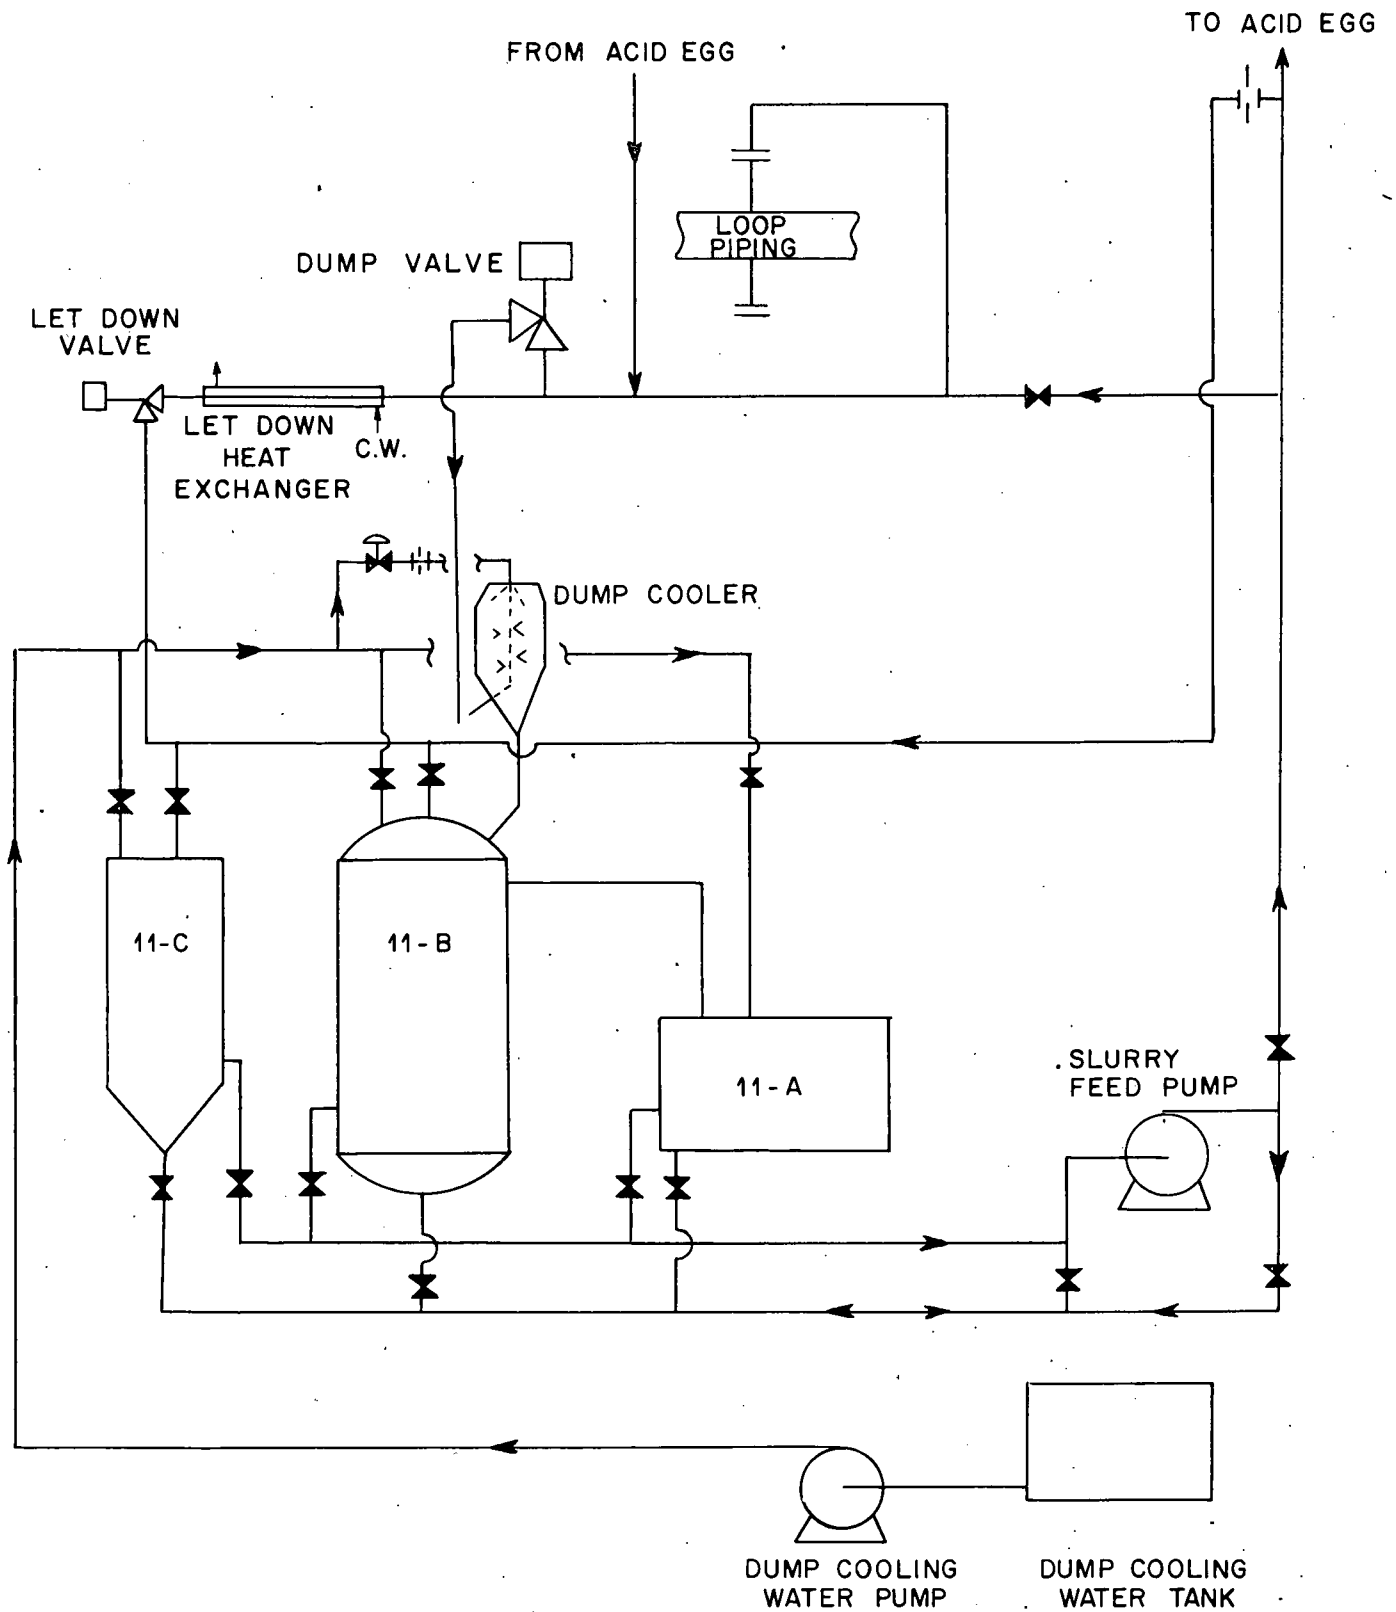 TO ACID EGG
FROM ACID EGG
LOOP
PIPING
DUMP VALVE
LET DOWN
VALVE
LET DOWN
HEAT
EXCHANGER
C.W.
DUMP COOLER
11-C
11-B
11-A
SLURRY
FEED PUMP
DUMP COOLING
WATER PUMP
DUMP COOLING
WATER TANK